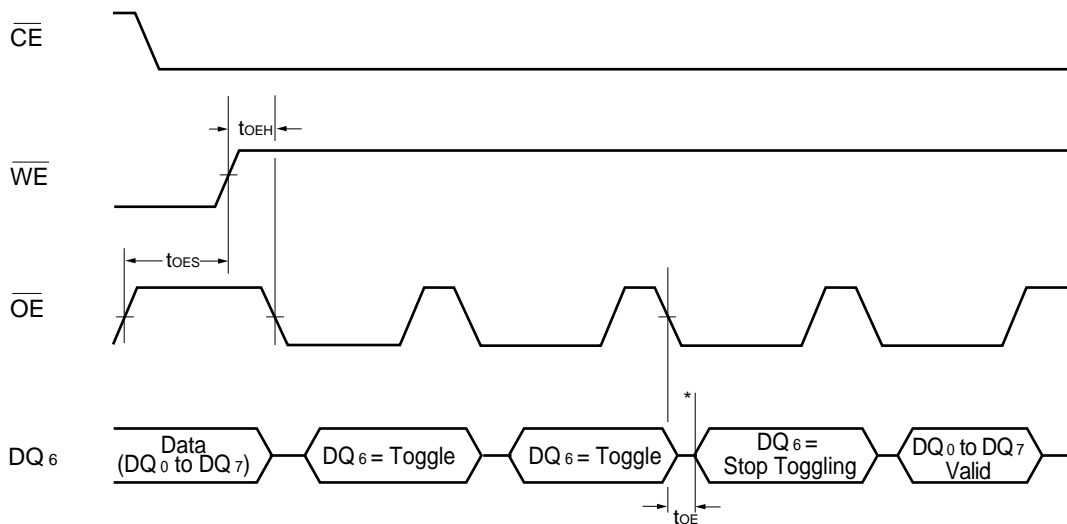 CE
tOEH
WE
tOES
OE
*
DQ6
Data
(DQ0 to DQ7)
DQ6 = Toggle
DQ6 = Toggle
DQ6 =
Stop Toggling
DQ0 to DQ7
Valid
tOE